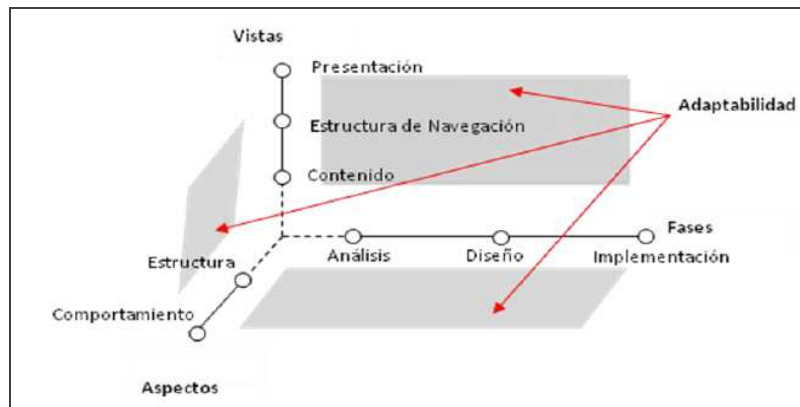 Vistas
Presentación
Adaptabilidad
Estructura de Navegación
Contenido
Fases
Análisis
Diseño
Implementación
Estructura
Comportamiento
Aspectos